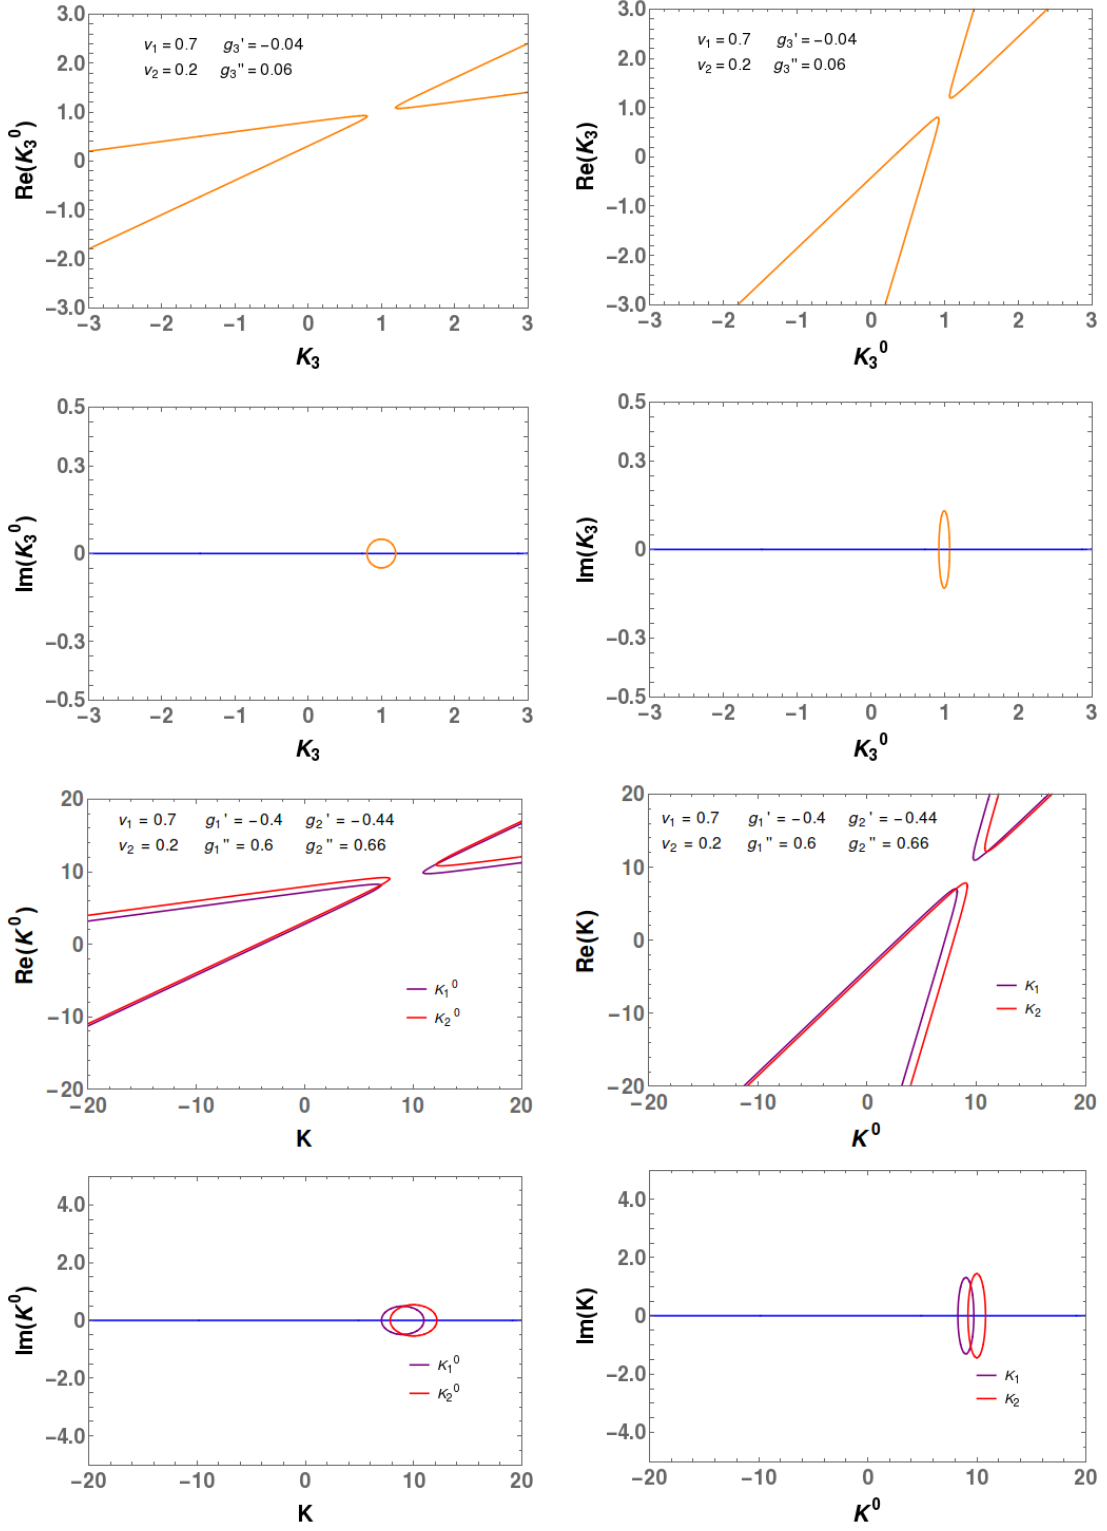 v₁ = 0.7 g₃' = −0.04
v₂ = 0.2 g₃'' = 0.06
Re(K₃⁰)
3.0
2.0
1.0
0
−1.0
−2.0
−3.0
−3 −2 −1 0 1 2 3
K₃
v₁ = 0.7 g₃' = −0.04
v₂ = 0.2 g₃'' = 0.06
Re(K₃)
3.0
2.0
1.0
0
−1.0
−2.0
−3.0
−3 −2 −1 0 1 2 3
K₃⁰
Im(K₃⁰)
0.5
0.3
0
−0.3
−0.5
−3 −2 −1 0 1 2 3
K₃
Im(K₃)
0.5
0.3
0
−0.3
−0.5
−3 −2 −1 0 1 2 3
K₃⁰
v₁ = 0.7 g₁' = −0.4 g₂' = −0.44
v₂ = 0.2 g₁'' = 0.6 g₂'' = 0.66
Re(K⁰)
20
10
0
−10
−20
K₁⁰
K₂⁰
−20 −10 0 10 20
K
v₁ = 0.7 g₁' = −0.4 g₂' = −0.44
v₂ = 0.2 g₁'' = 0.6 g₂'' = 0.66
Re(K)
20
10
0
−10
−20
K₁
K₂
−20 −10 0 10 20
K⁰
Im(K⁰)
4.0
2.0
0
−2.0
−4.0
K₁⁰
K₂⁰
−20 −10 0 10 20
K
Im(K)
4.0
2.0
0
−2.0
−4.0
K₁
K₂
−20 −10 0 10 20
K⁰